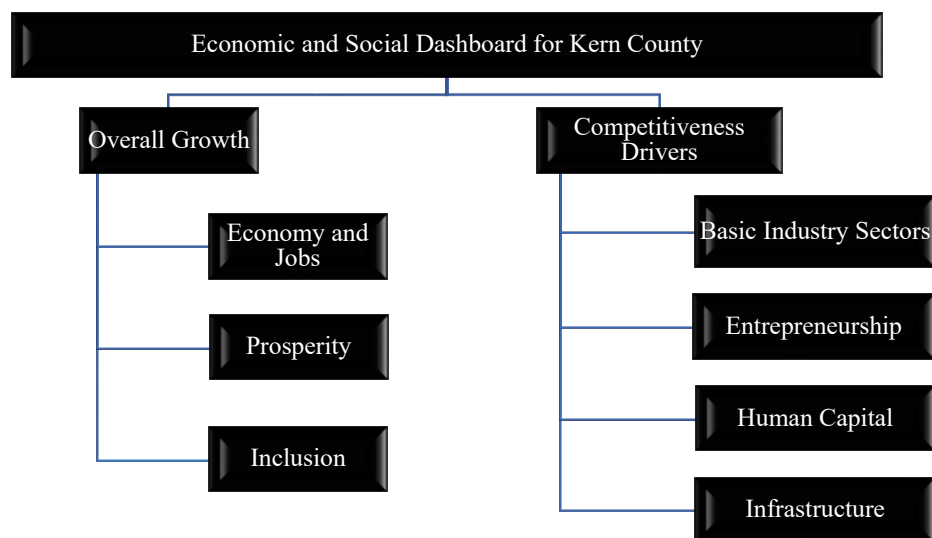 Economic and Social Dashboard for Kern County
Overall Growth
Economy and
Jobs
Prosperity
Inclusion
Competitiveness
Drivers
Basic Industry Sectors
Entrepreneurship
Human Capital
Infrastructure